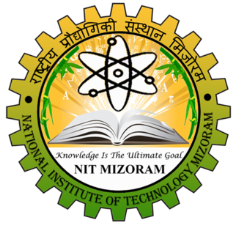 राष्ट्रीय प्रौद्योगिकी संस्थान मिज़ोरम
Knowledge Is The Ultimate Goal
NIT MIZORAM
NATIONAL INSTITUTE OF TECHNOLOGY MIZORAM